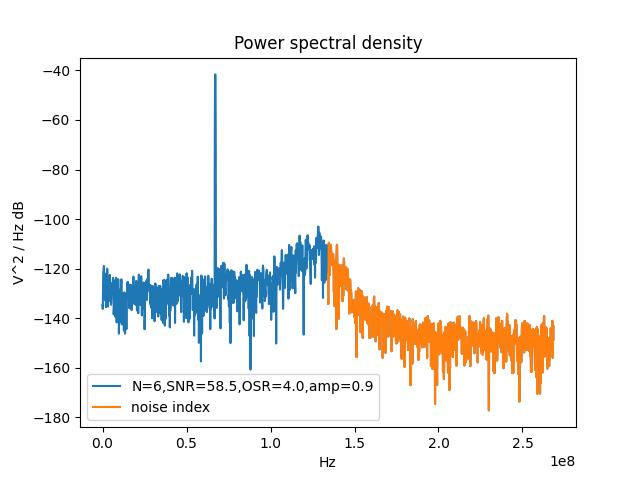 Power spectral density
V^2 / Hz dB
−40
−60
−80
−100
−120
−140
−160
−180
N=6,SNR=58.5,OSR=4.0,amp=0.9
noise index
0.0 0.5 1.0 1.5 2.0 2.5
1e8
Hz